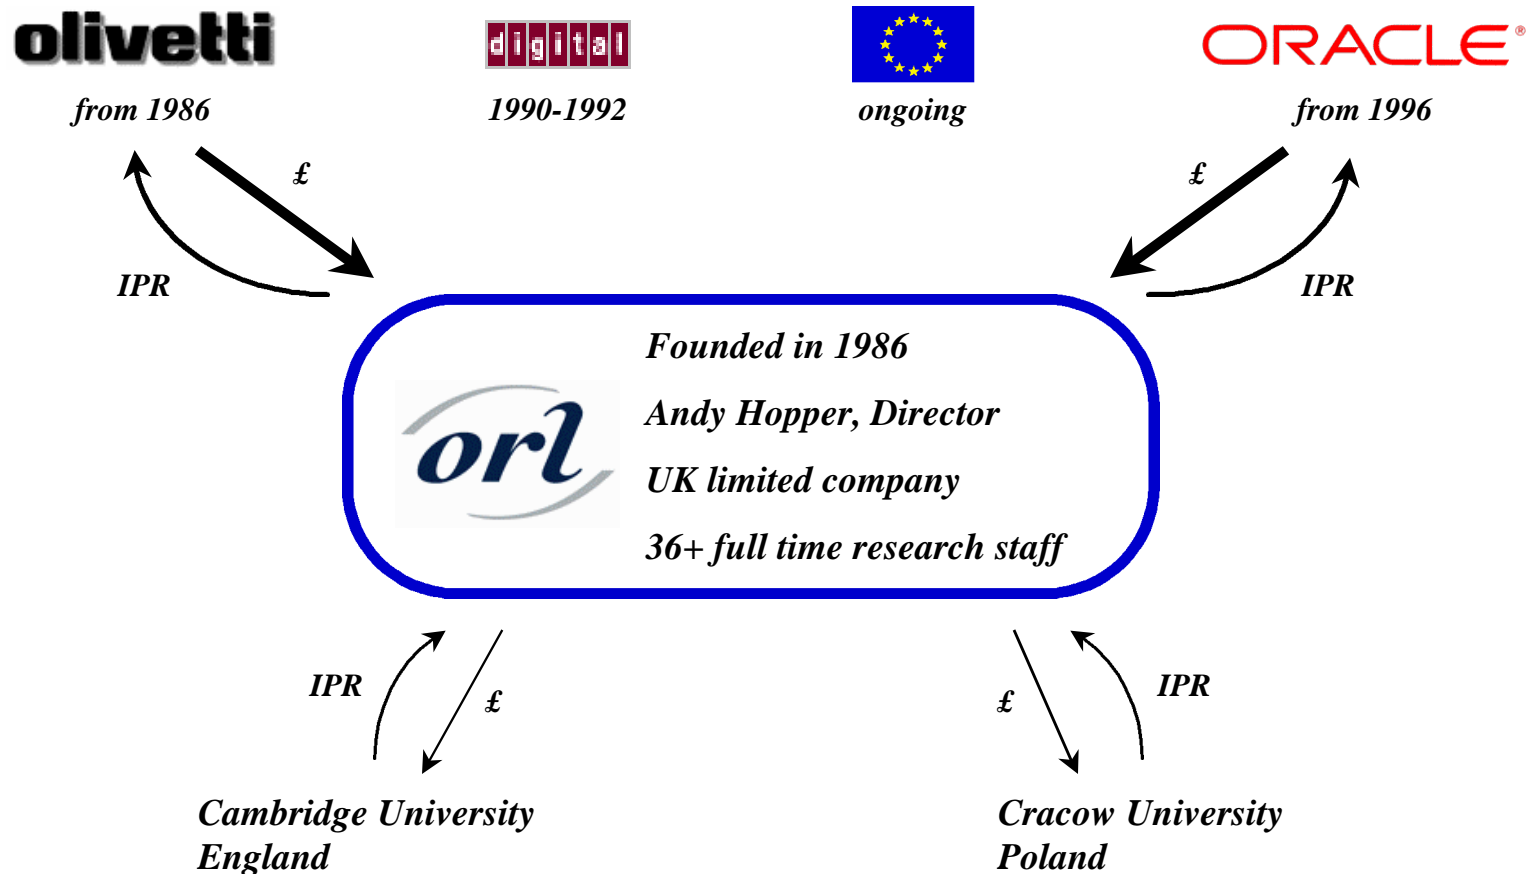 olivetti
digital
ORACLE®
from 1986
1990-1992
ongoing
from 1996
£
£
IPR
IPR
orl
Founded in 1986
Andy Hopper, Director
UK limited company
36+ full time research staff
IPR
£
£
IPR
Cambridge University
England
Cracow University
Poland